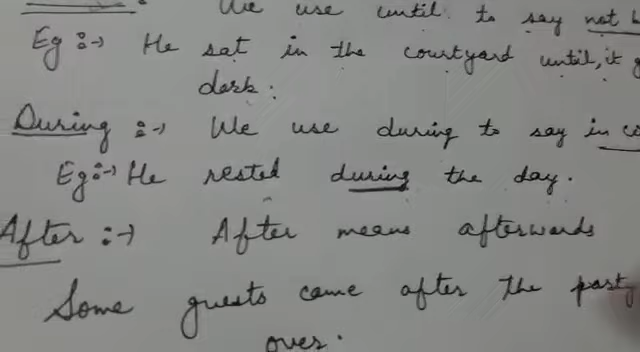 We use until to say not
Eg :-> He sat in the courtyard until, it
dark.
During :-> We use during to say in
Eg :-> He rested during the day.
After :-> After means afterwards
Some guests came after the party
over.